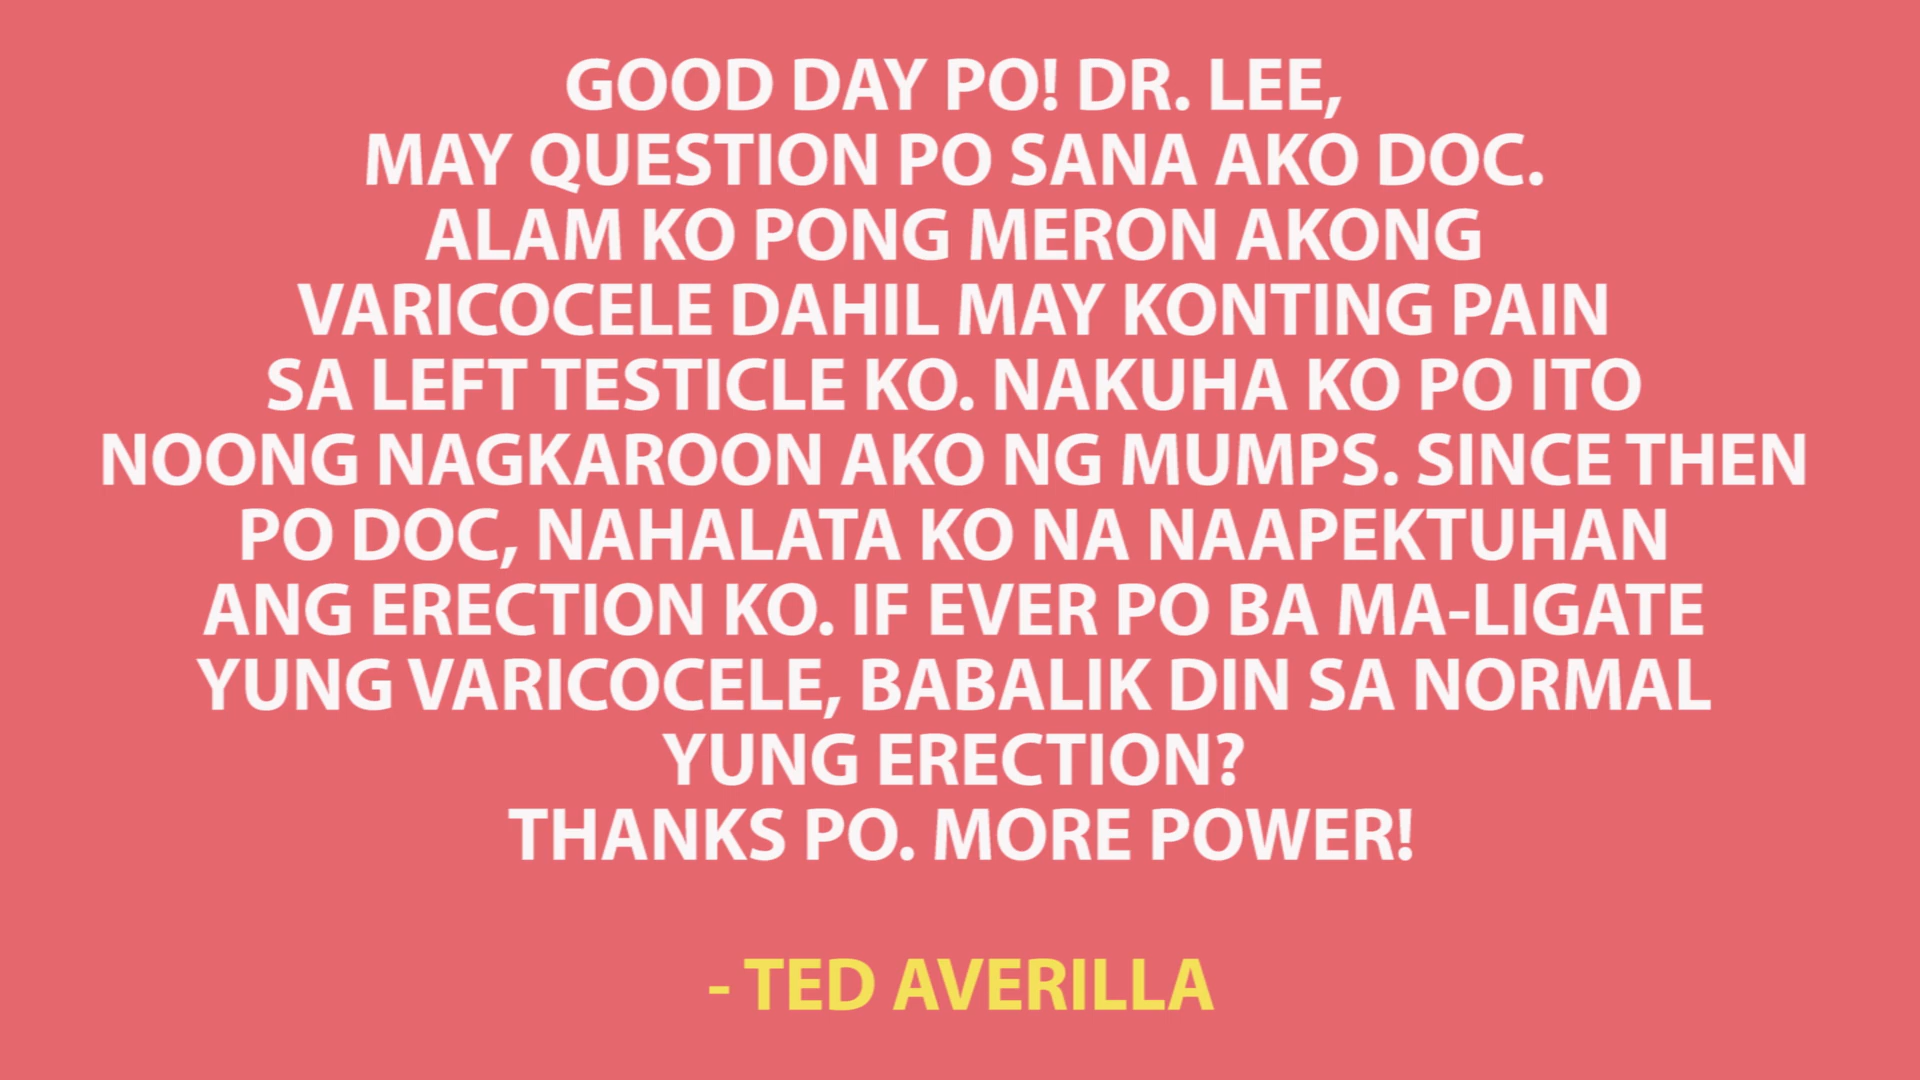 GOOD DAY PO! DR. LEE,
MAY QUESTION PO SANA AKO DOC.
ALAM KO PONG MERON AKONG
VARICOCELE DAHIL MAY KONTING PAIN
SA LEFT TESTICLE KO. NAKUHA KO PO ITO
NOONG NAGKAROON AKO NG MUMPS. SINCE THEN
PO DOC, NAHALATA KO NA NAAPEKTUHAN
ANG ERECTION KO. IF EVER PO BA MA-LIGATE
YUNG VARICOCELE, BABALIK DIN SA NORMAL
YUNG ERECTION?
THANKS PO. MORE POWER!
- TED AVERILLA